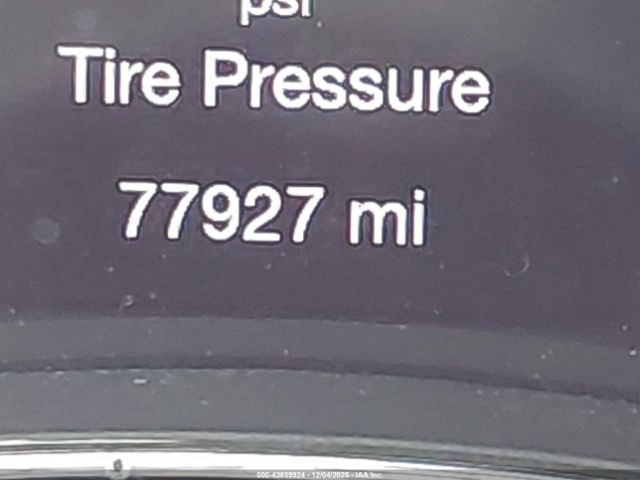 psi
Tire Pressure
77927 mi
000-43859924 - 12/04/2025 - IAA Inc.